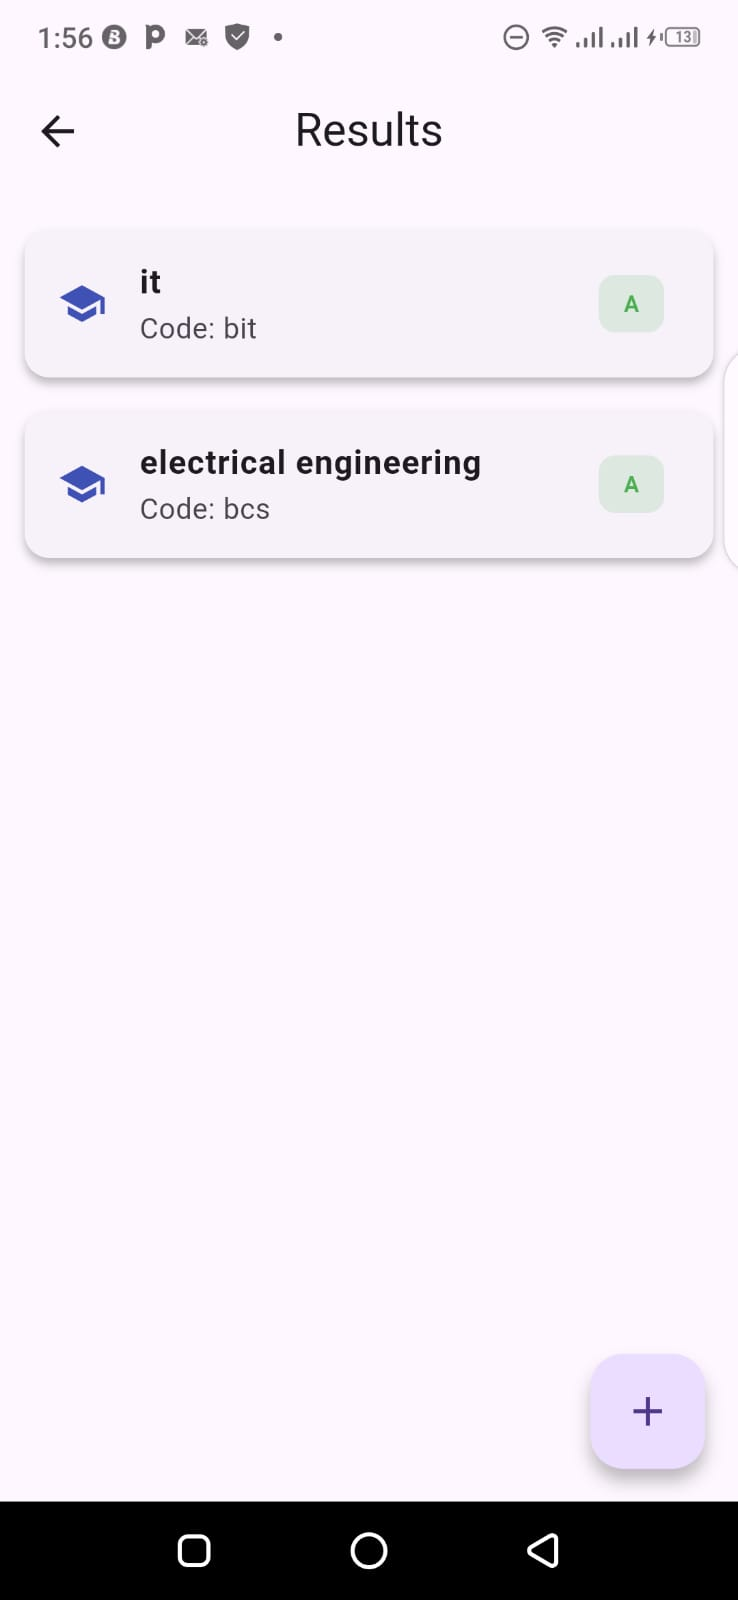 1:56
13
Results
it
Code: bit
A
electrical engineering
Code: bcs
A